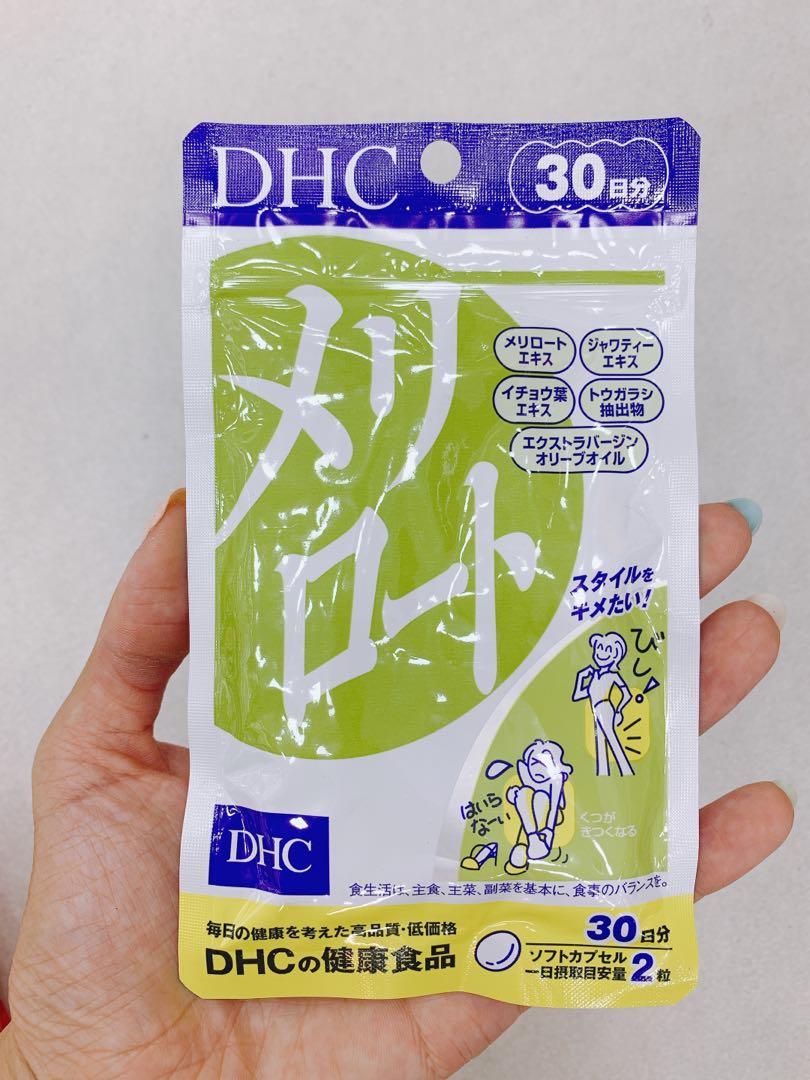 DHC
30日分
メリ
ロート
メリロート
エキス
ジャワティー
エキス
イチョウ葉
エキス
トウガラシ
抽出物
エクストラバージン
オリーブオイル
スタイルを
キメたい!
びし!
はいら
なーい
くつが
きつくなる
DHC
食生活は、主食、主菜、副菜を基本に、食事のバランスを。
毎日の健康を考えた高品質・低価格
DHCの健康食品
30日分
ソフトカプセル
一日摂取目安量2粒